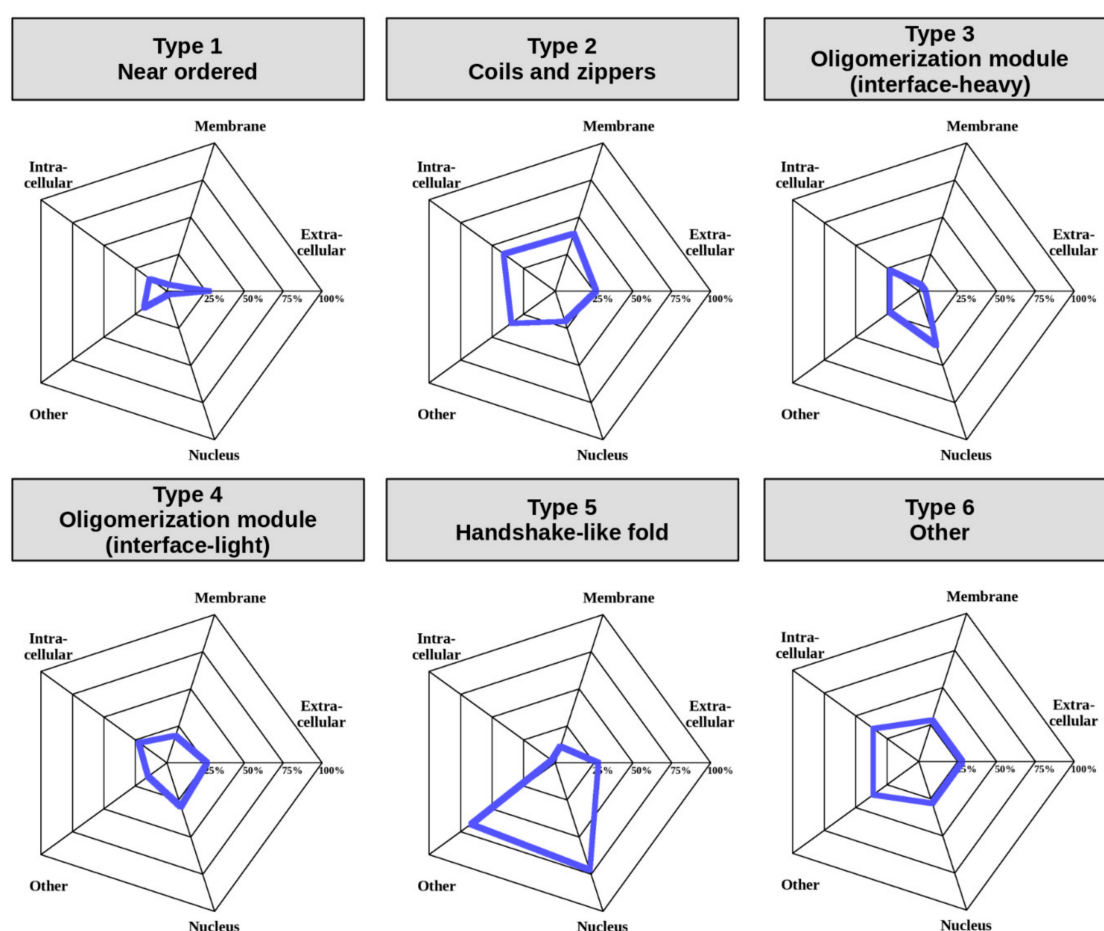 Type 1
Near ordered
Type 2
Coils and zippers
Type 3
Oligomerization module
(interface-heavy)
Membrane
Intra-
cellular
Extra-
cellular
25% 50% 75% 100%
Other
Nucleus
Membrane
Intra-
cellular
Extra-
cellular
25% 50% 75% 100%
Other
Nucleus
Membrane
Intra-
cellular
Extra-
cellular
25% 50% 75% 100%
Other
Nucleus
Type 4
Oligomerization module
(interface-light)
Type 5
Handshake-like fold
Type 6
Other
Membrane
Intra-
cellular
Extra-
cellular
25% 50% 75% 100%
Other
Nucleus
Membrane
Intra-
cellular
Extra-
cellular
25% 50% 75% 100%
Other
Nucleus
Membrane
Intra-
cellular
Extra-
cellular
25% 50% 75% 100%
Other
Nucleus